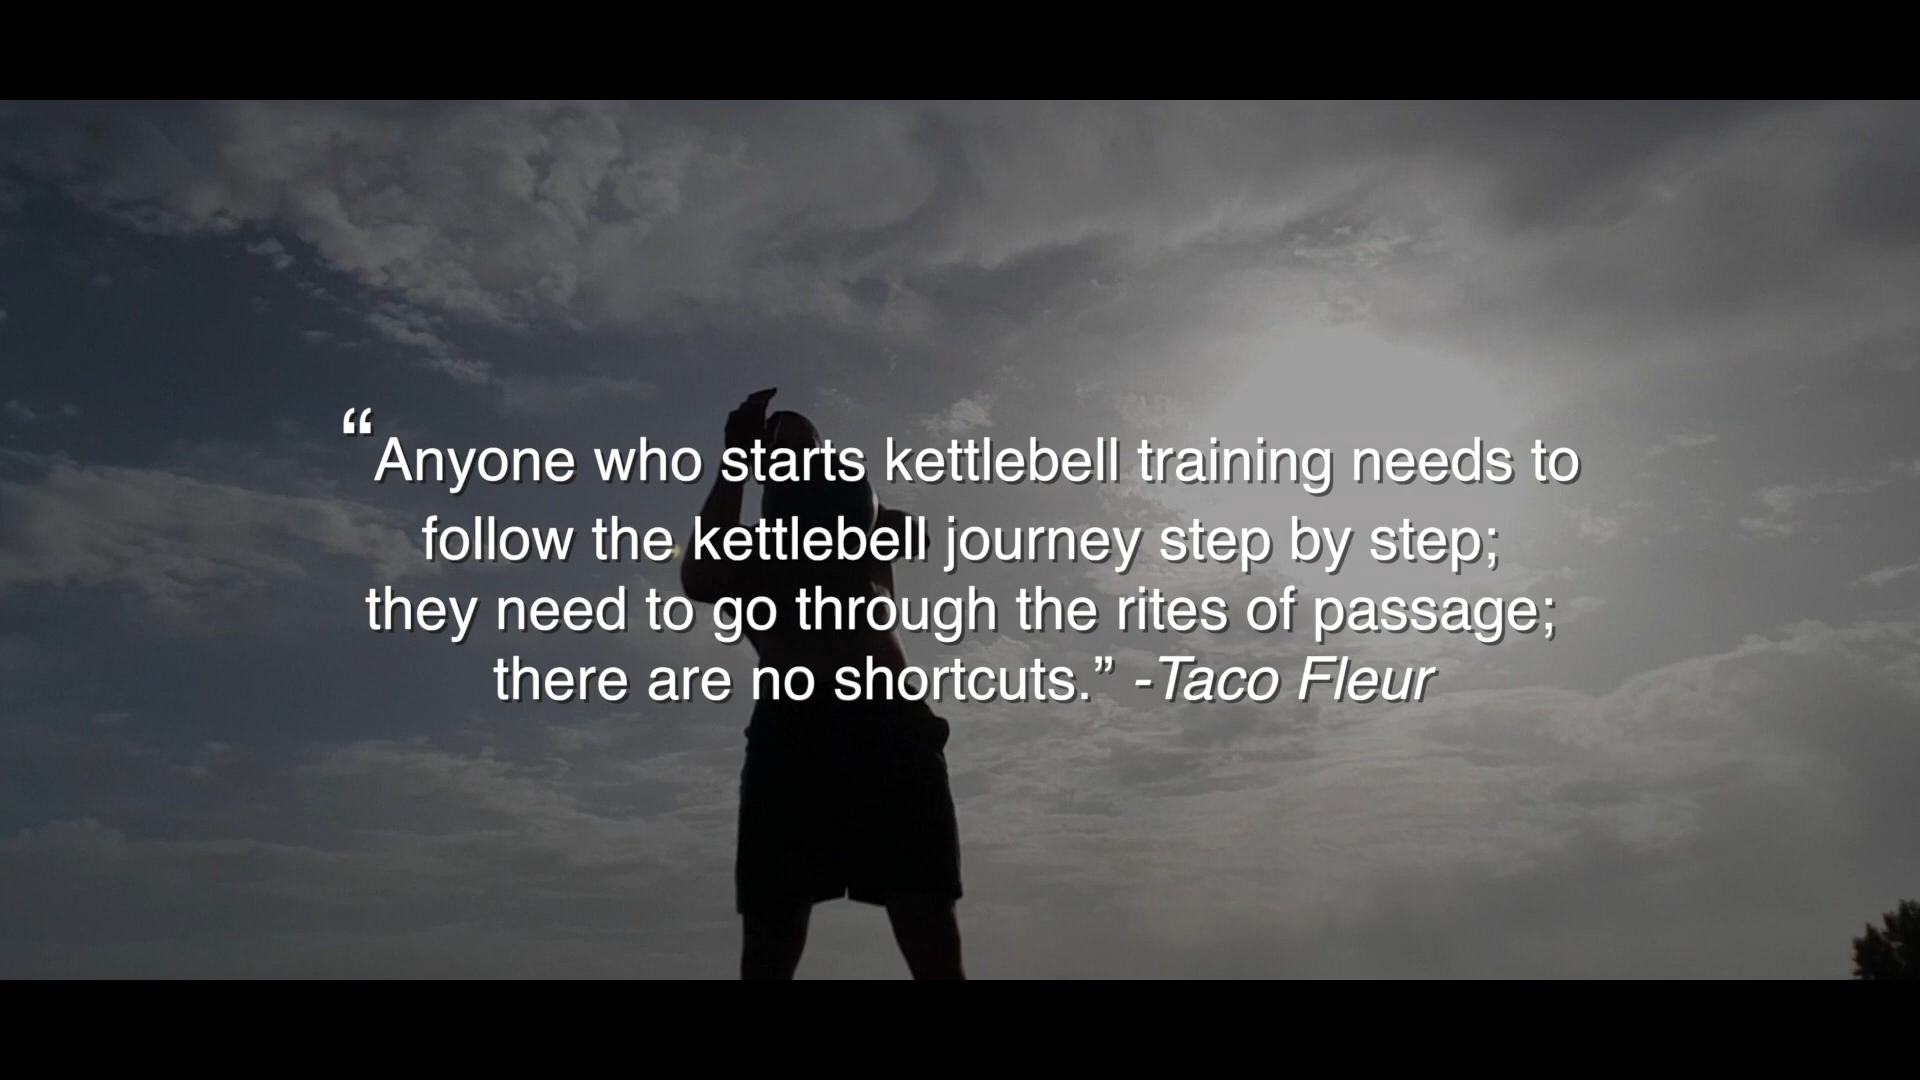 “Anyone who starts kettlebell training needs to
follow the kettlebell journey step by step;
they need to go through the rites of passage;
there are no shortcuts.” -Taco Fleur